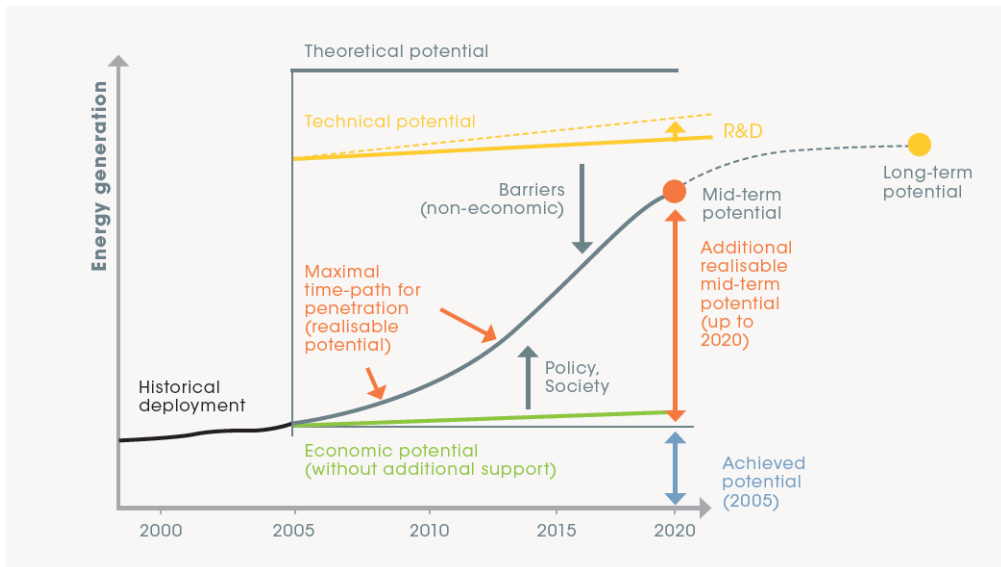 Theoretical potential
Technical potential
R&D
Energy generation
Barriers
(non-economic)
Mid-term
potential
Long-term
potential
Maximal
time-path for
penetration
(realisable
potential)
Additional
realisable
mid-term
potential
(up to
2020)
Policy,
Society
Historical
deployment
Economic potential
(without additional support)
Achieved
potential
(2005)
2000
2005
2010
2015
2020